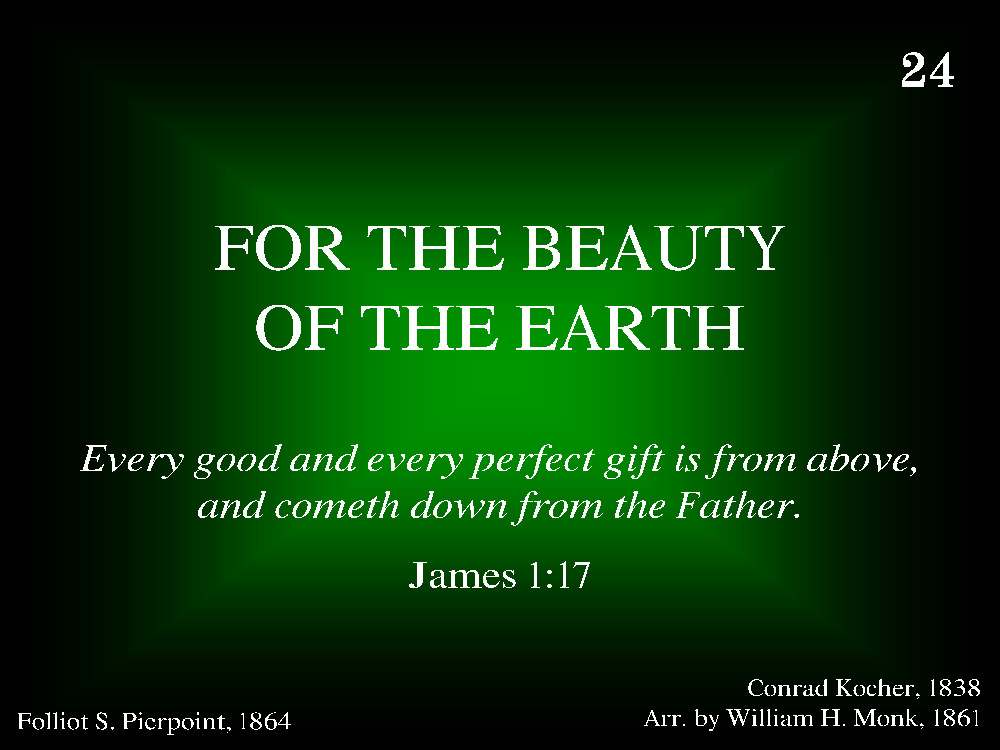 24
FOR THE BEAUTY
OF THE EARTH
Every good and every perfect gift is from above,
and cometh down from the Father.
James 1:17
Conrad Kocher, 1838
Folliot S. Pierpoint, 1864
Arr. by William H. Monk, 1861